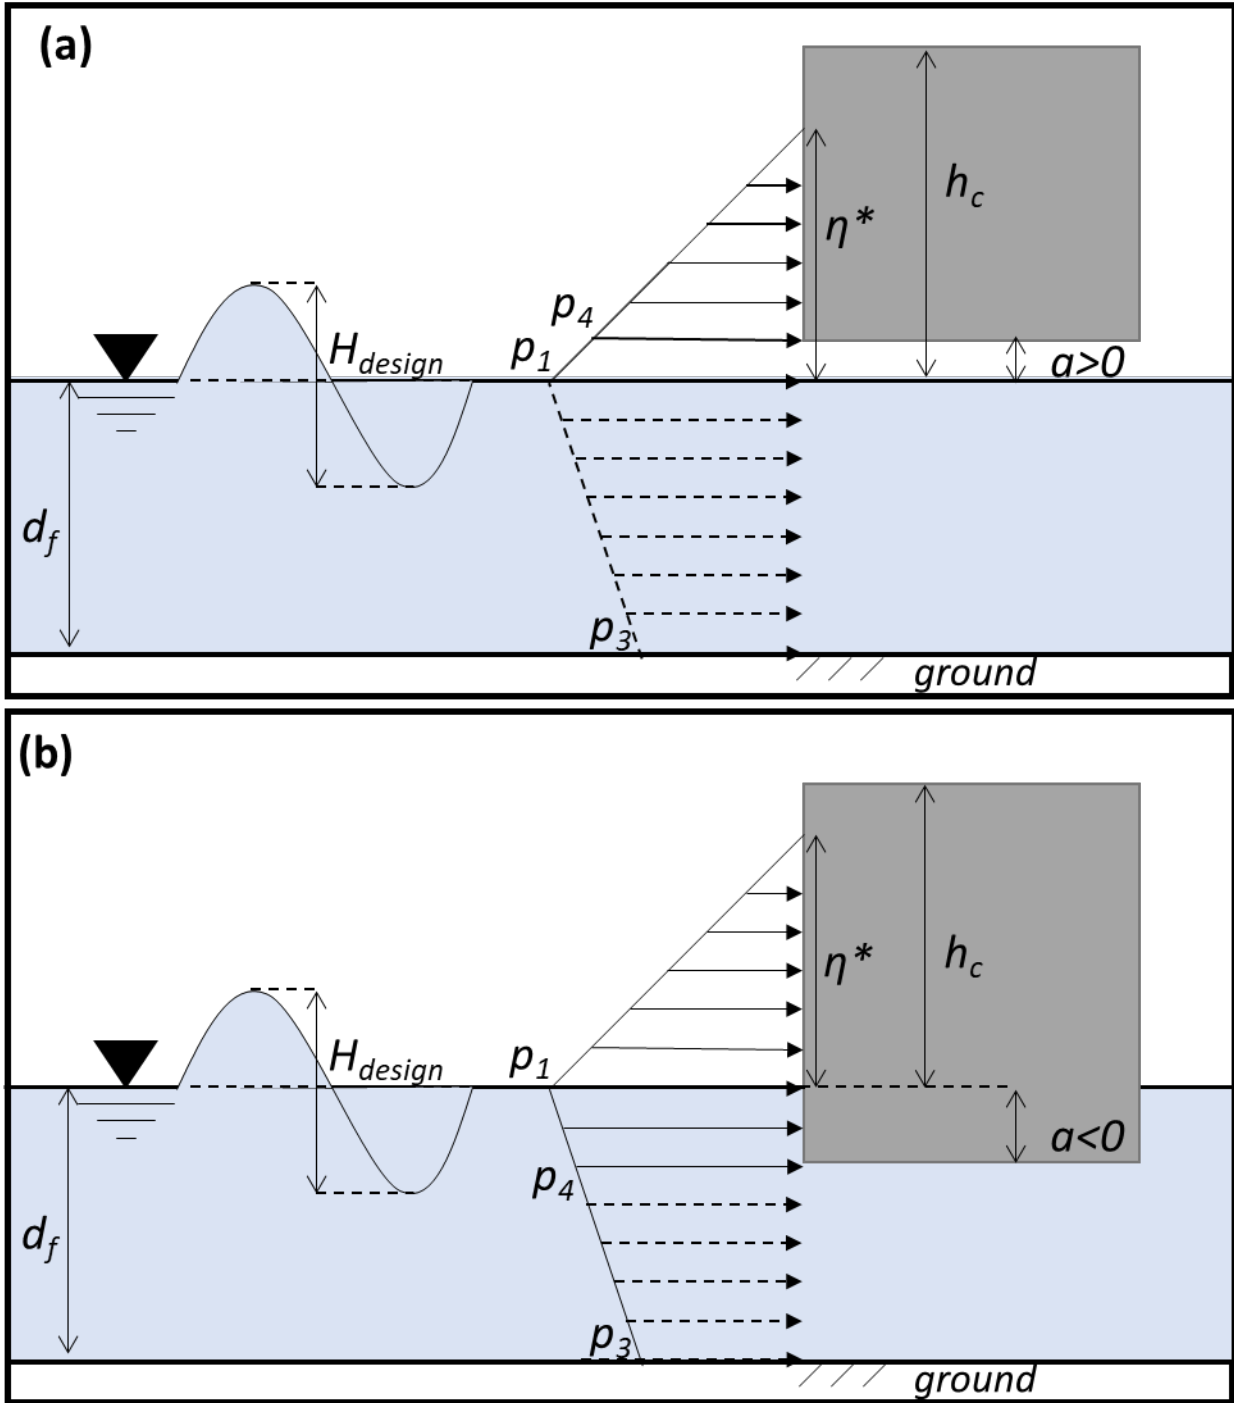 (a)
h_c
η*
p_4
H_design
p_1
a>0
d_f
p_3
ground
(b)
h_c
η*
p_1
H_design
a<0
p_4
d_f
p_3
ground